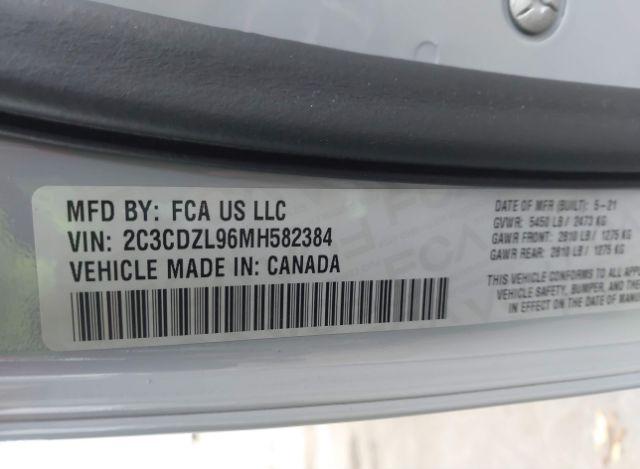 MFD BY: FCA US LLC
VIN: 2C3CDZL96MH582384
VEHICLE MADE IN: CANADA
DATE OF MFR (BUILT): 5-21
GVWR: 5450 LB / 2473 KG
GAWR FRONT: 2810 LB / 1275 KG
GAWR REAR: 2810 LB / 1275 KG
THIS VEHICLE CONFORMS TO ALL AP
VEHICLE SAFETY, BUMPER, AND THE
IN EFFECT ON THE DATE OF MANUF